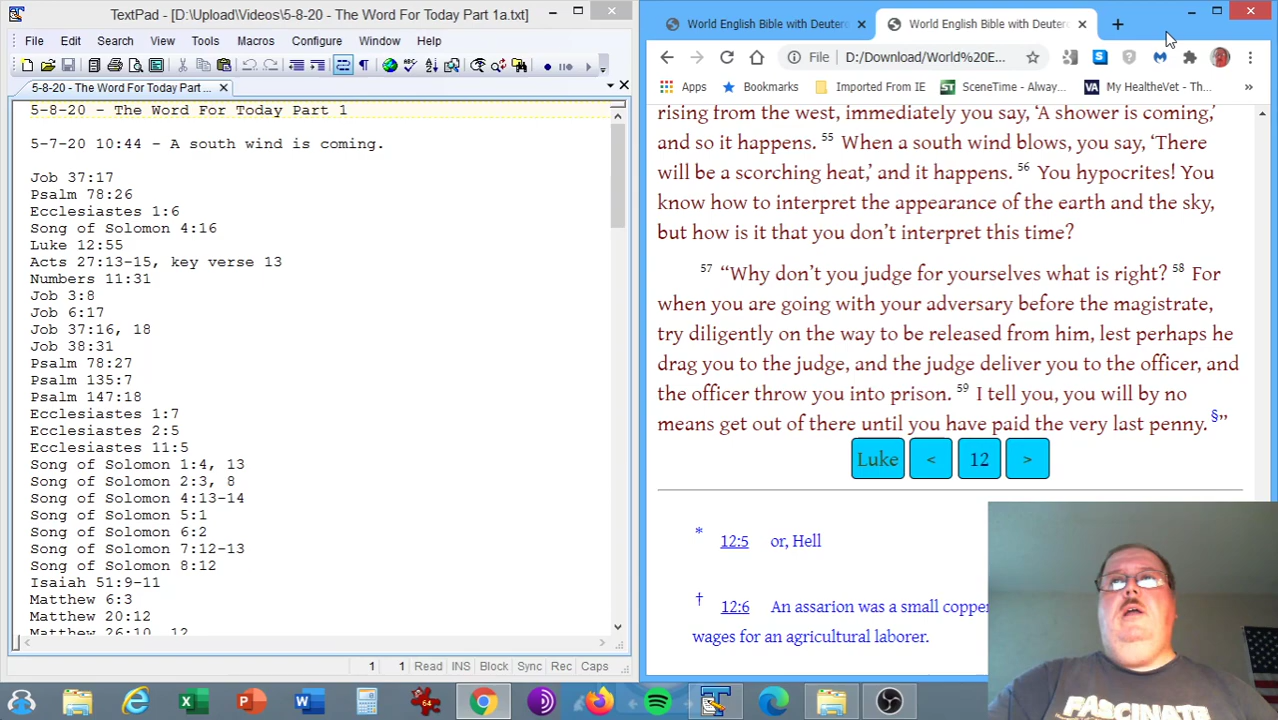 TextPad - [D:\Upload\Videos\5-8-20 - The Word For Today Part 1a.txt]
File Edit Search View Tools Macros Configure Window Help
5-8-20 - The Word For Today Part ...
5-8-20 - The Word For Today Part 1
5-7-20 10:44 - A south wind is coming.
Job 37:17
Psalm 78:26
Ecclesiastes 1:6
Song of Solomon 4:16
Luke 12:55
Acts 27:13-15, key verse 13
Numbers 11:31
Job 3:8
Job 6:17
Job 37:16, 18
Job 38:31
Psalm 78:27
Psalm 135:7
Psalm 147:18
Ecclesiastes 1:7
Ecclesiastes 2:5
Ecclesiastes 11:5
Song of Solomon 1:4, 13
Song of Solomon 2:3, 8
Song of Solomon 4:13-14
Song of Solomon 5:1
Song of Solomon 6:2
Song of Solomon 7:12-13
Song of Solomon 8:12
Isaiah 51:9-11
Matthew 6:3
Matthew 20:12
Matthew 26:10, 12
1 1 Read INS Block Sync Rec Caps
World English Bible with Deuter World English Bible with Deuter
File D:/Download/World%20E...
Apps Bookmarks Imported From IE ST SceneTime - Alway... VA My HealtheVet - Th... »
rising from the west, immediately you say, ‘A shower is coming,’
and so it happens. 55 When a south wind blows, you say, ‘There
will be a scorching heat,’ and it happens. 56 You hypocrites! You
know how to interpret the appearance of the earth and the sky,
but how is it that you don’t interpret this time?
57 “Why don’t you judge for yourselves what is right? 58 For
when you are going with your adversary before the magistrate,
try diligently on the way to be released from him, lest perhaps he
drag you to the judge, and the judge deliver you to the officer, and
the officer throw you into prison. 59 I tell you, you will by no
means get out of there until you have paid the very last penny. §”
Luke < 12 >
* 12:5 or, Hell
† 12:6 An assarion was a small copper
wages for an agricultural laborer.
FASCINATE
64